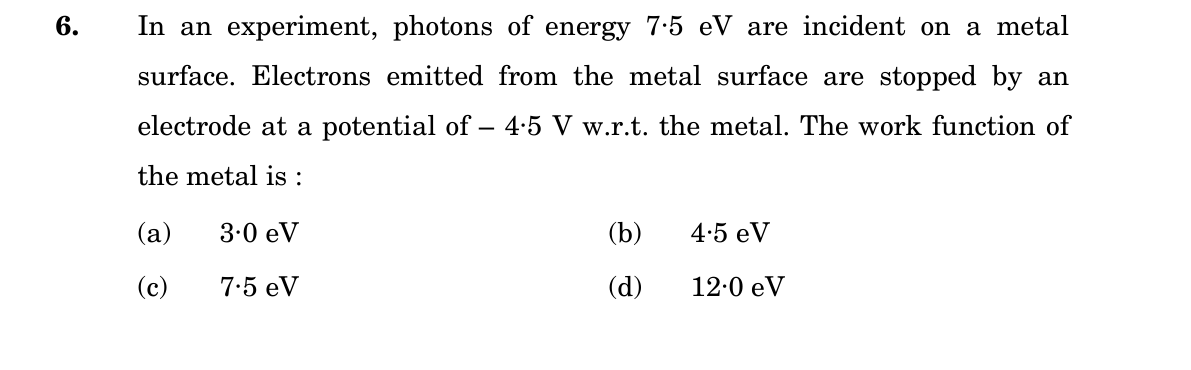 6. In an experiment, photons of energy 7·5 eV are incident on a metal
surface. Electrons emitted from the metal surface are stopped by an
electrode at a potential of – 4·5 V w.r.t. the metal. The work function of
the metal is :
(a) 3·0 eV (b) 4·5 eV
(c) 7·5 eV (d) 12·0 eV